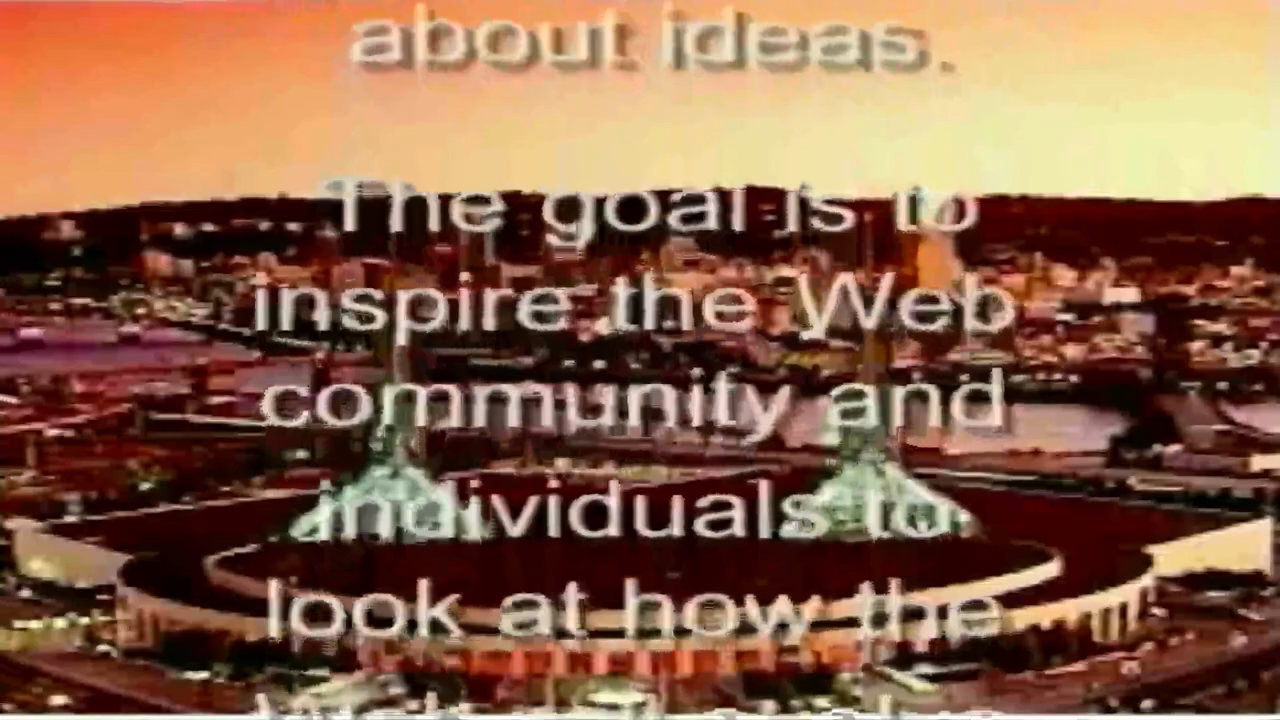 about ideas.
The goal is to
inspire the Web
community and
individuals to
look at how the